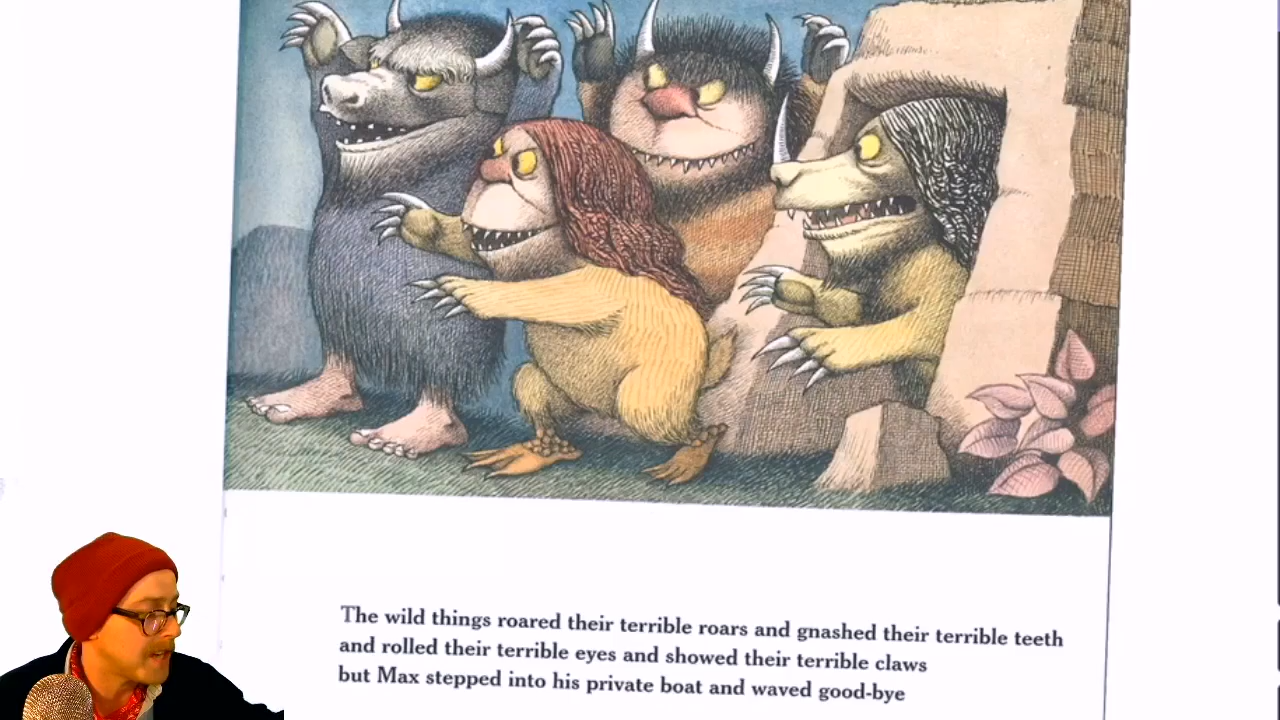 The wild things roared their terrible roars and gnashed their terrible teeth
and rolled their terrible eyes and showed their terrible claws
but Max stepped into his private boat and waved good-bye